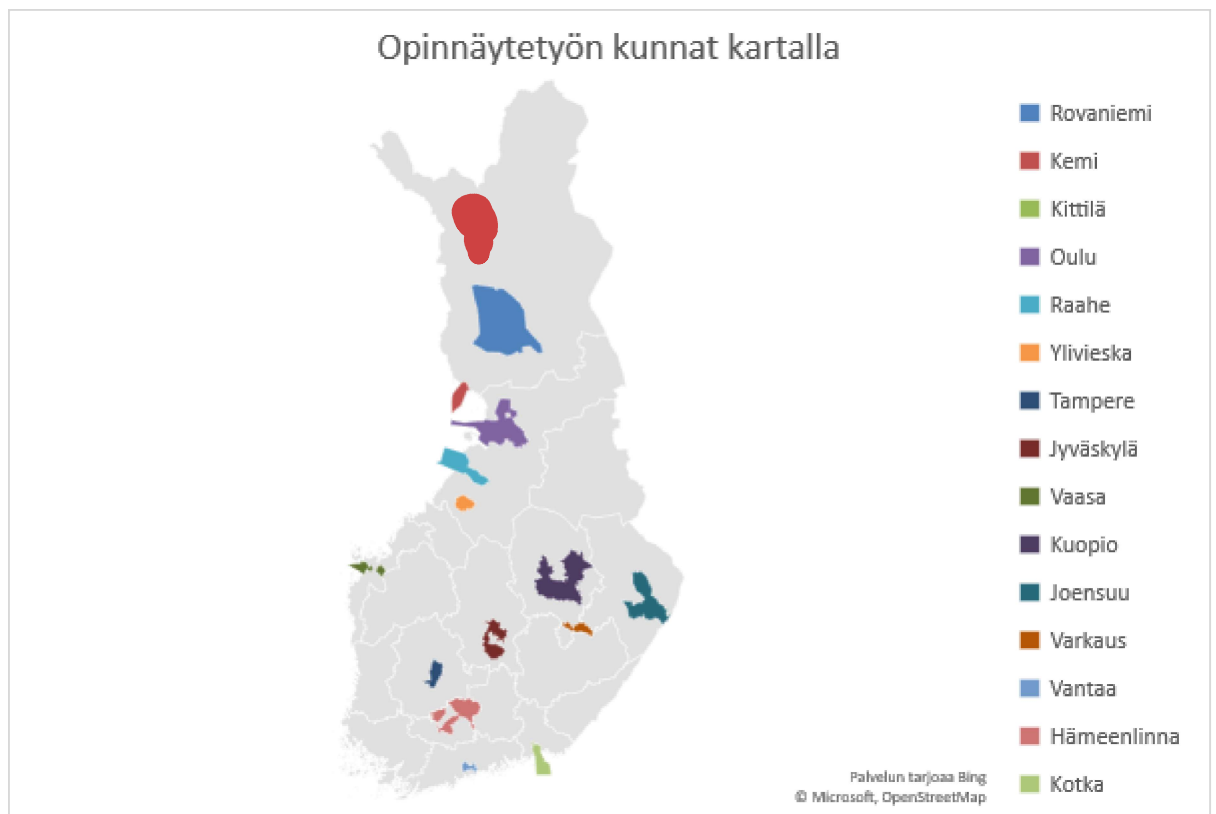 Opinnäytetyön kunnat kartalla
Rovaniemi
Kemi
Kittilä
Oulu
Raahe
Ylivieska
Tampere
Jyväskylä
Vaasa
Kuopio
Joensuu
Varkaus
Vantaa
Hämeenlinna
Kotka
Palvelun tarjoaa Bing
© Microsoft, OpenStreetMap